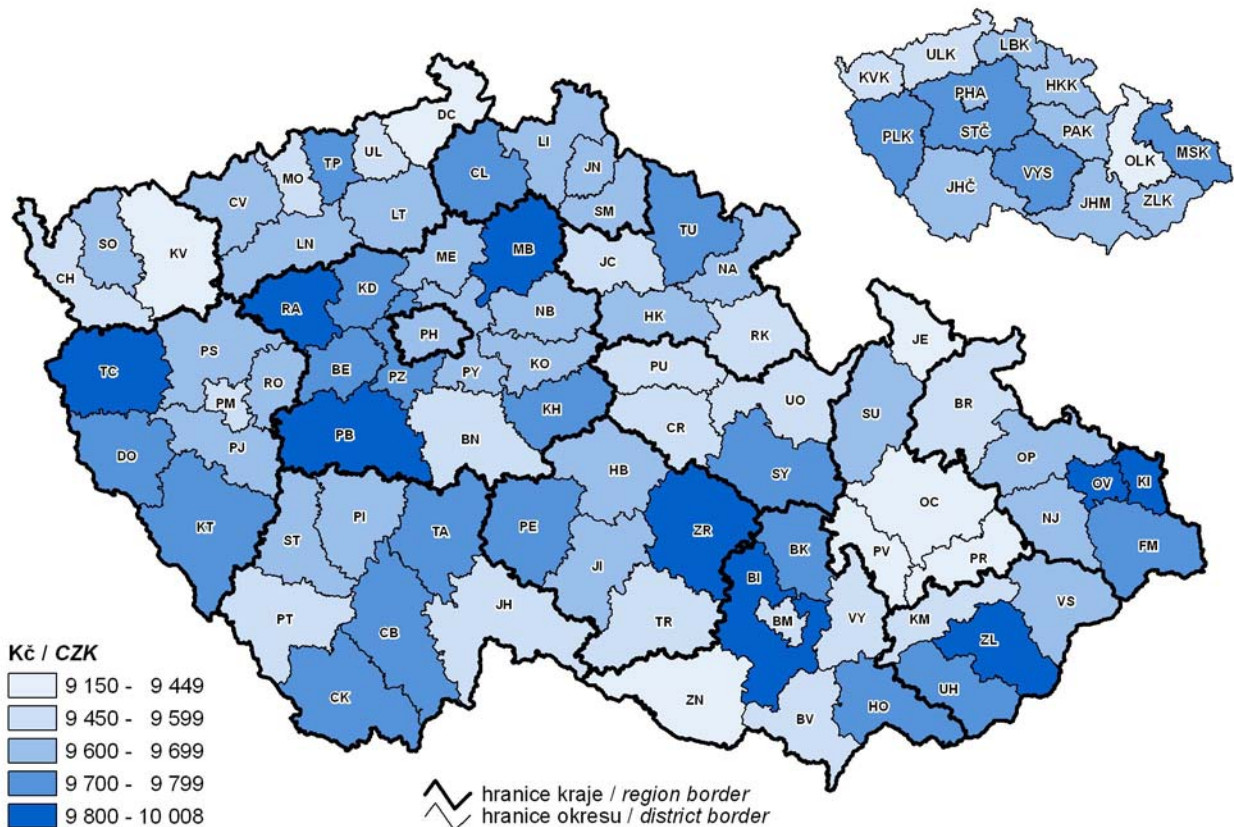 ULK LBK
KVK HKK
PHA
PLK STČ PAK
OLK MSK
VYS
JHČ JHM ZLK
DC
LI
TP UL
MO CL JN
CV LT SM
SO TU
KV LN ME MB JC NA
CH
RA KD
NB HK
PH RK JE
PS BE PZ PY KO PU
TC RO BR
PM KH UO SU
PB BN CR
DO PJ HB SY OP
OV KI
KT PI TA PE ZR OC NJ
ST BK PV PR FM
JI BI
PT JH TR BM VY KM VS
CB ZL
CK ZN BV HO UH
Kč / CZK
9 150 - 9 449
9 450 - 9 599
9 600 - 9 699
9 700 - 9 799
9 800 - 10 008
hranice kraje / region border
hranice okresu / district border